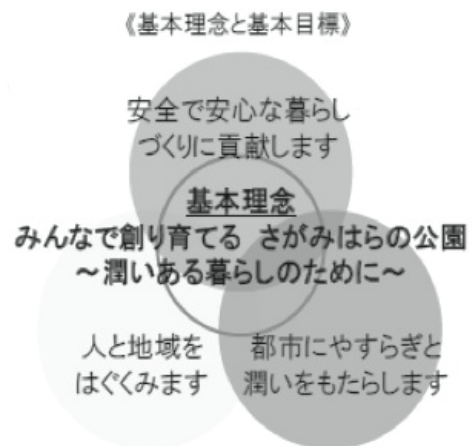 《基本理念と基本目標》
安全で安心な暮らし
づくりに貢献します
基本理念
みんなで創り育てる さがみはらの公園
～潤いある暮らしのために～
人と地域を
はぐくみます
都市にやすらぎと
潤いをもたらします